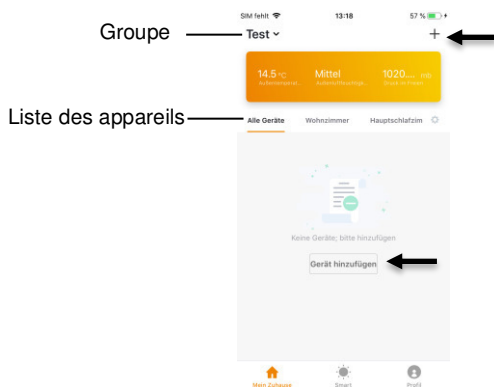 SIM fehlt 13:18 57 %
Groupe Test
14.5 °C Mittel 1020.... mb
Liste des appareils Alle Geräte Wohnzimmer Hauptschlafzim
Keine Geräte; bitte hinzufügen
Gerät hinzufügen
Mein Zuhause Smart Profil